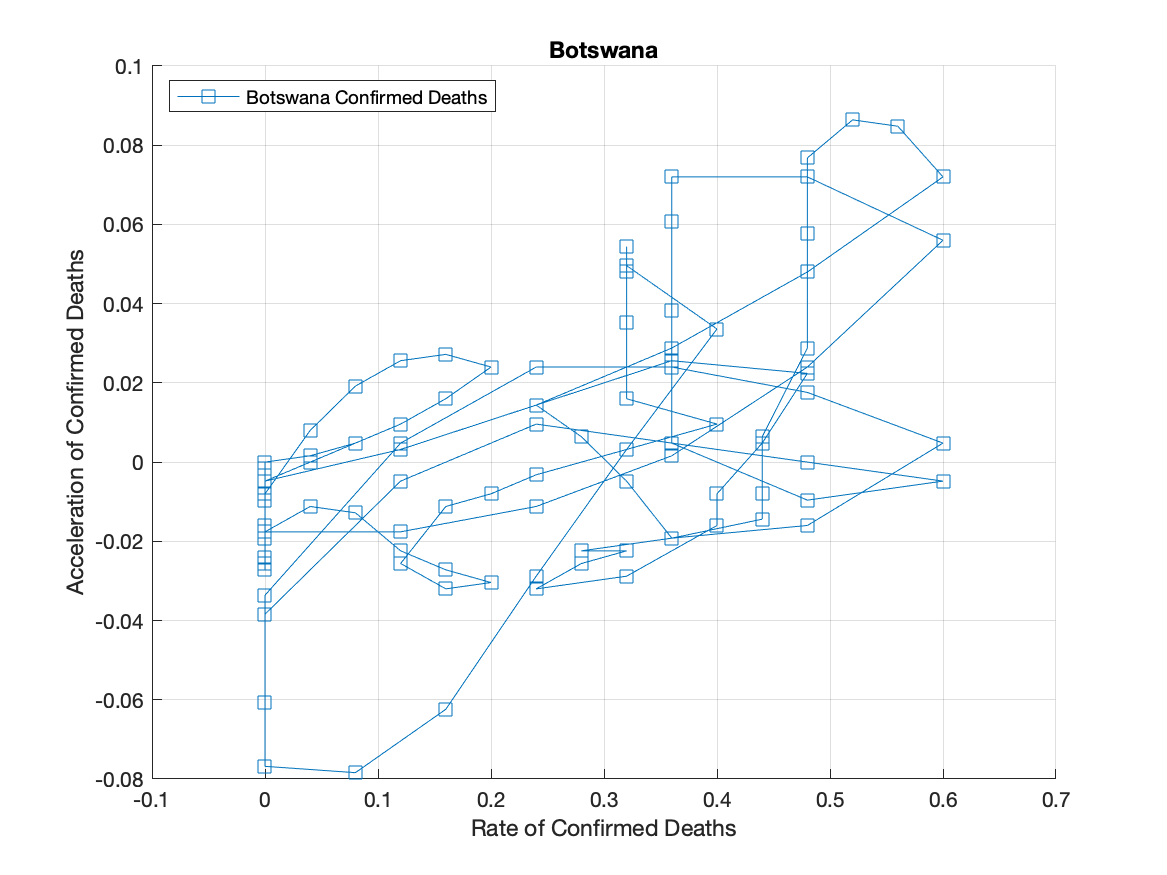 Botswana
Botswana Confirmed Deaths
0.1
0.08
0.06
0.04
0.02
0
-0.02
-0.04
-0.06
-0.08
Acceleration of Confirmed Deaths
-0.1 0 0.1 0.2 0.3 0.4 0.5 0.6 0.7
Rate of Confirmed Deaths